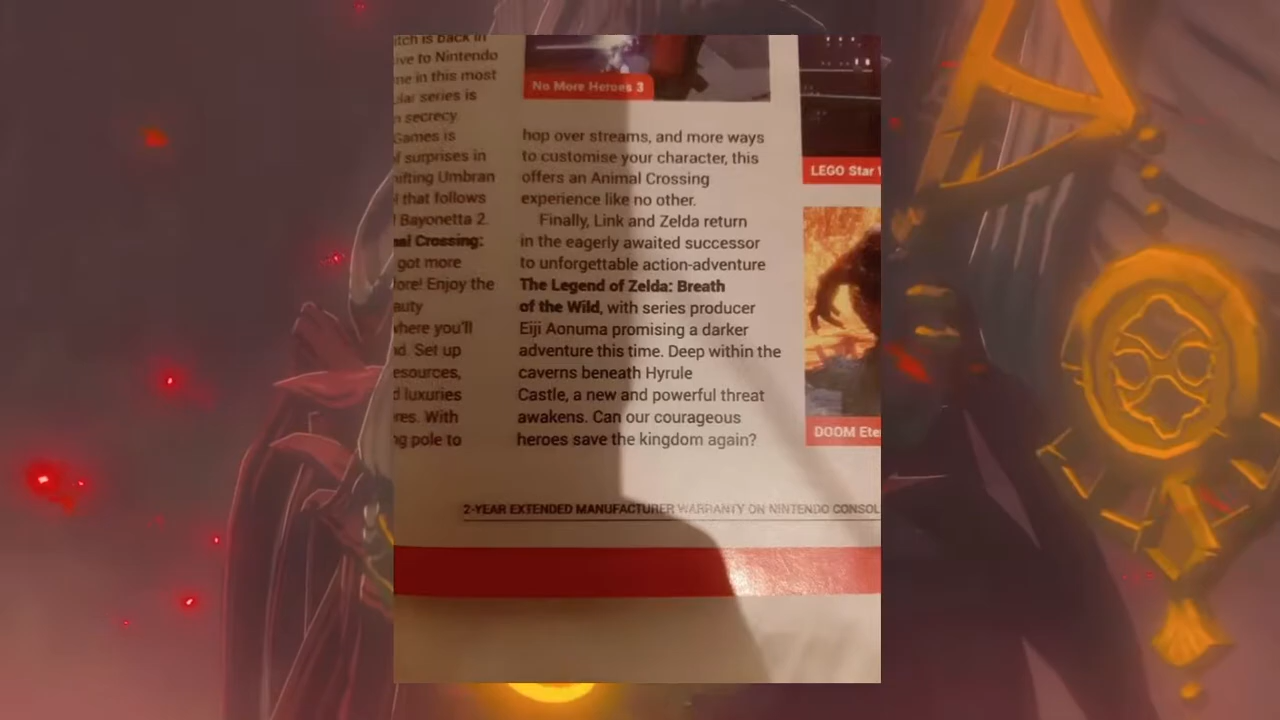 itch is back in
ive to Nintendo
ne in this most
ular series is
n secrecy
Games is
of surprises in
hifting Umbran
l that follows
Bayonetta 2.
nal Crossing:
got more
lore! Enjoy the
auty
where you'll
nd. Set up
esources,
d luxuries
res. With
ng pole to
No More Heroes 3
hop over streams, and more ways
to customise your character, this
offers an Animal Crossing
experience like no other.
Finally, Link and Zelda return
in the eagerly awaited successor
to unforgettable action-adventure
The Legend of Zelda: Breath
of the Wild, with series producer
Eiji Aonuma promising a darker
adventure this time. Deep within the
caverns beneath Hyrule
Castle, a new and powerful threat
awakens. Can our courageous
heroes save the kingdom again?
LEGO Star
DOOM Ete
2-YEAR EXTENDED MANUFACTURER WARRANTY ON NINTENDO CONSOL